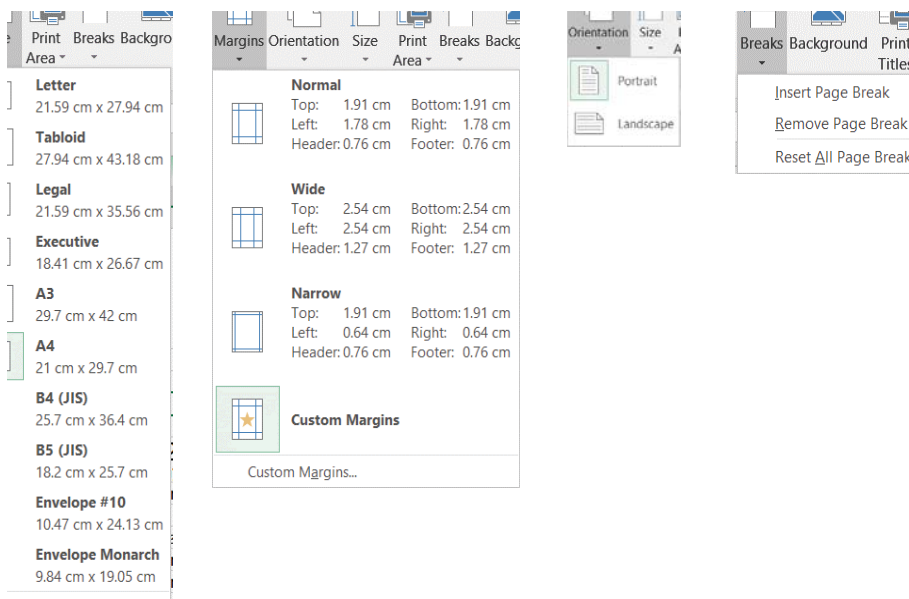 Print Breaks Backgro
Area
Letter
21.59 cm x 27.94 cm
Tabloid
27.94 cm x 43.18 cm
Legal
21.59 cm x 35.56 cm
Executive
18.41 cm x 26.67 cm
A3
29.7 cm x 42 cm
A4
21 cm x 29.7 cm
B4 (JIS)
25.7 cm x 36.4 cm
B5 (JIS)
18.2 cm x 25.7 cm
Envelope #10
10.47 cm x 24.13 cm
Envelope Monarch
9.84 cm x 19.05 cm
Margins Orientation Size Print Breaks Backg
Area
Normal
Top: 1.91 cm Bottom: 1.91 cm
Left: 1.78 cm Right: 1.78 cm
Header: 0.76 cm Footer: 0.76 cm
Wide
Top: 2.54 cm Bottom: 2.54 cm
Left: 2.54 cm Right: 2.54 cm
Header: 1.27 cm Footer: 1.27 cm
Narrow
Top: 1.91 cm Bottom: 1.91 cm
Left: 0.64 cm Right: 0.64 cm
Header: 0.76 cm Footer: 0.76 cm
Custom Margins
Custom Margins...
Orientation Size
A
Portrait
Landscape
Breaks Background Print
Titles
Insert Page Break
Remove Page Break
Reset All Page Break